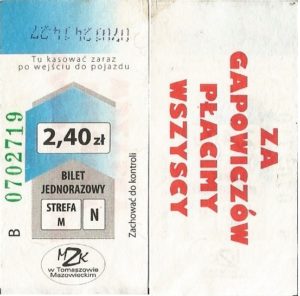 Tu kasować zaraz
po wejściu do pojazdu
B 0702719
2,40 zł
BILET
JEDNORAZOWY
STREFA
M
N
Zachować do kontroli
MZK
w Tomaszowie
Mazowieckim
ZA
GAPOWICZÓW
PŁACIMY
WSZYSCY